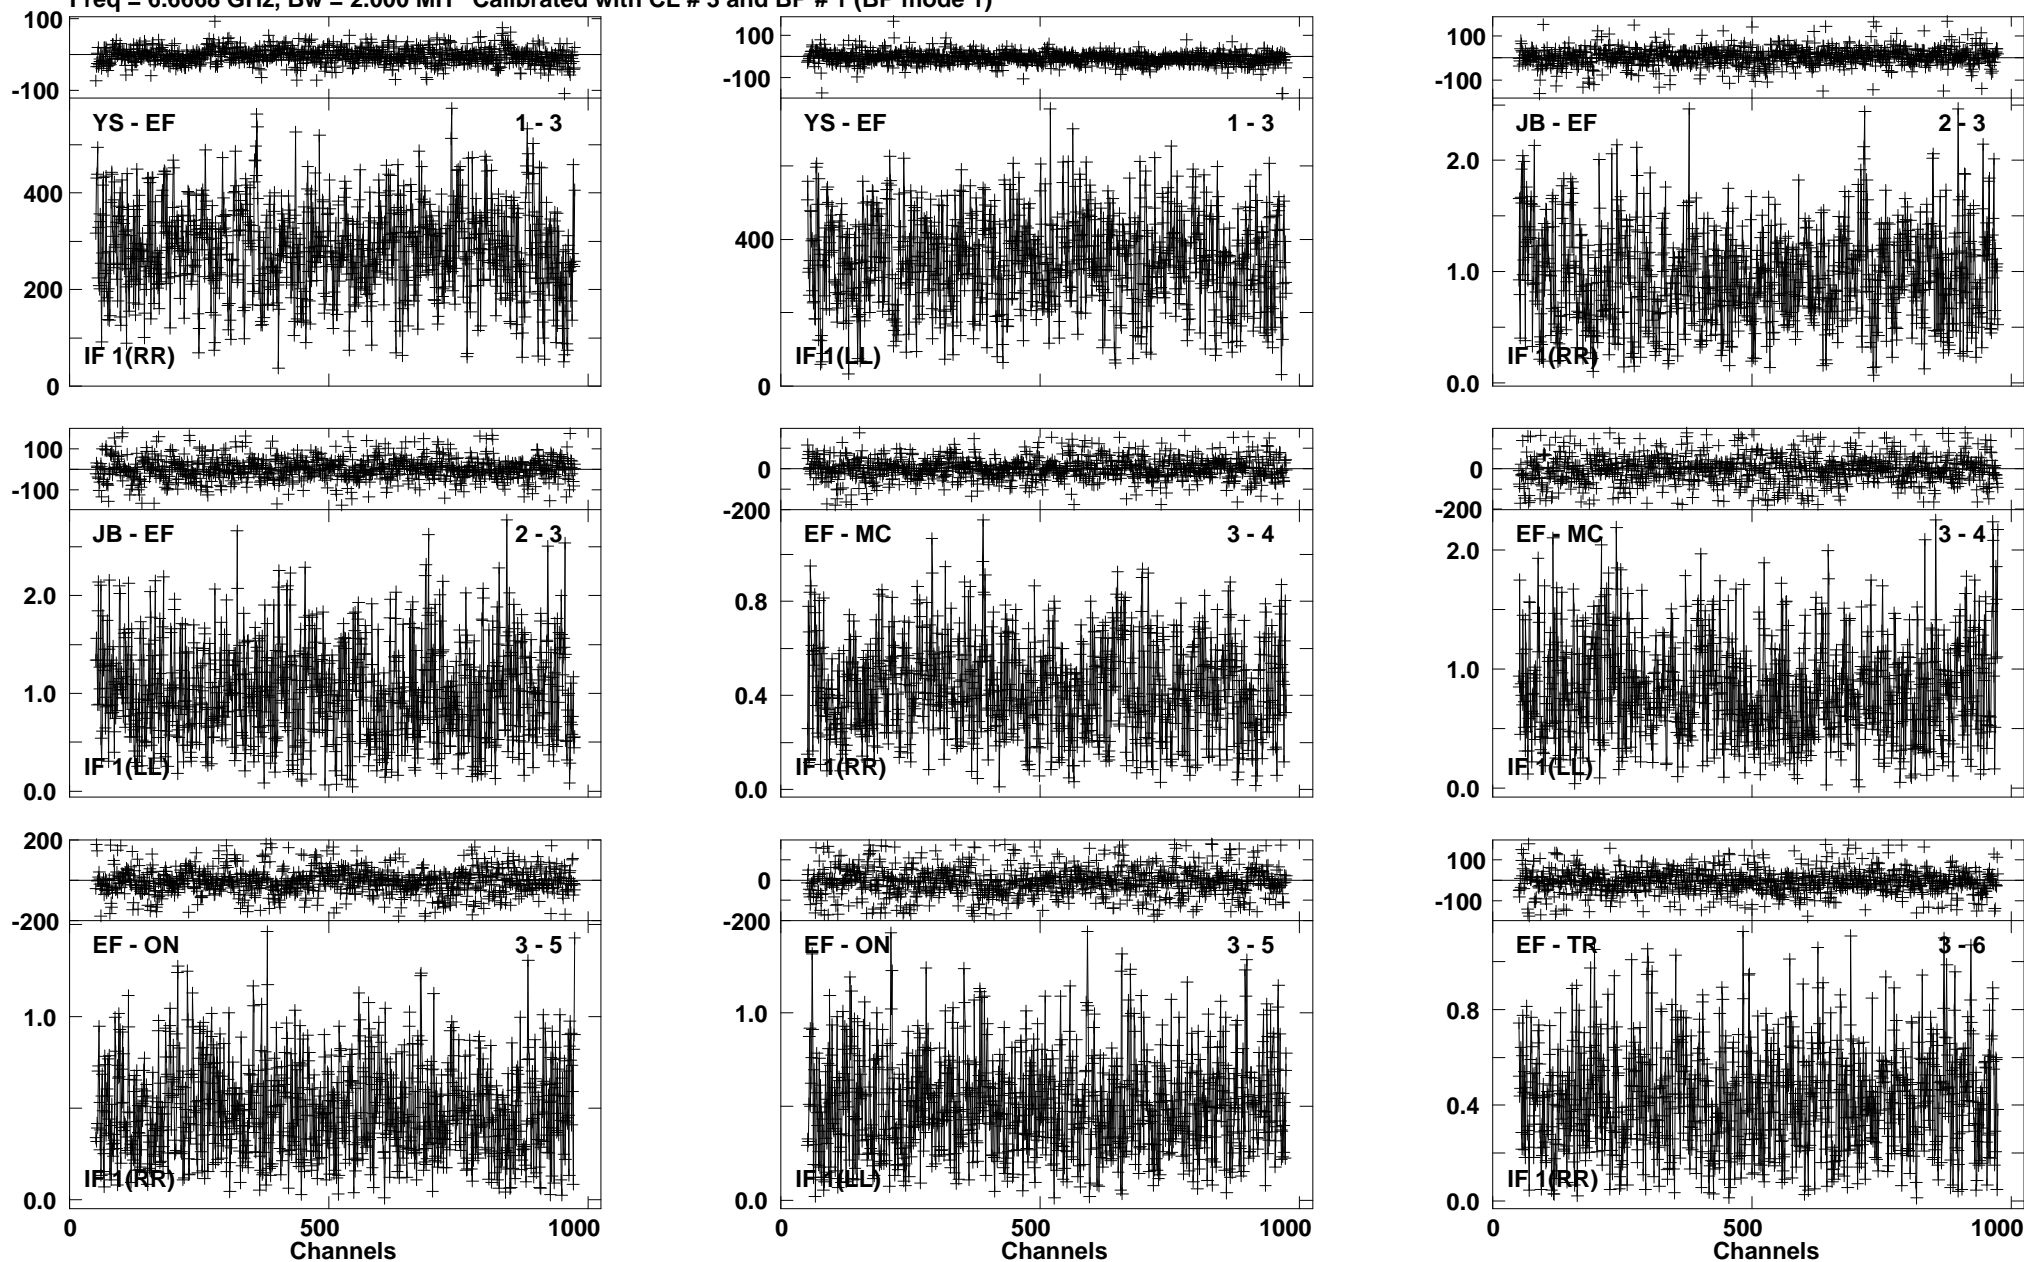 Freq = 6.6668 GHz, Bw = 2.000 MH Calibrated with CL # 3 and BP # 1 (BP mode 1)
100
-100
YS - EF 1 - 3
400
200
0
IF 1(RR)
100
-100
YS - EF 1 - 3
400
0
IF 1(LL)
100
-100
JB - EF 2 - 3
2.0
1.0
0.0
IF 1(RR)
100
-100
JB - EF 2 - 3
2.0
1.0
0.0
IF 1(LL)
0
-200
EF - MC 3 - 4
0.8
0.4
0.0
IF 1(RR)
0
-200
EF - MC 3 - 4
2.0
1.0
0.0
IF 1(LL)
200
0
-200
EF - ON 3 - 5
1.0
0.0
IF 1(RR)
0 500 1000
Channels
0
-200
EF - ON 3 - 5
1.0
0.0
IF 1(LL)
0 500 1000
100
-100
EF - TR 3 - 6
0.8
0.4
0.0
IF 1(RR)
0 500 1000
Channels